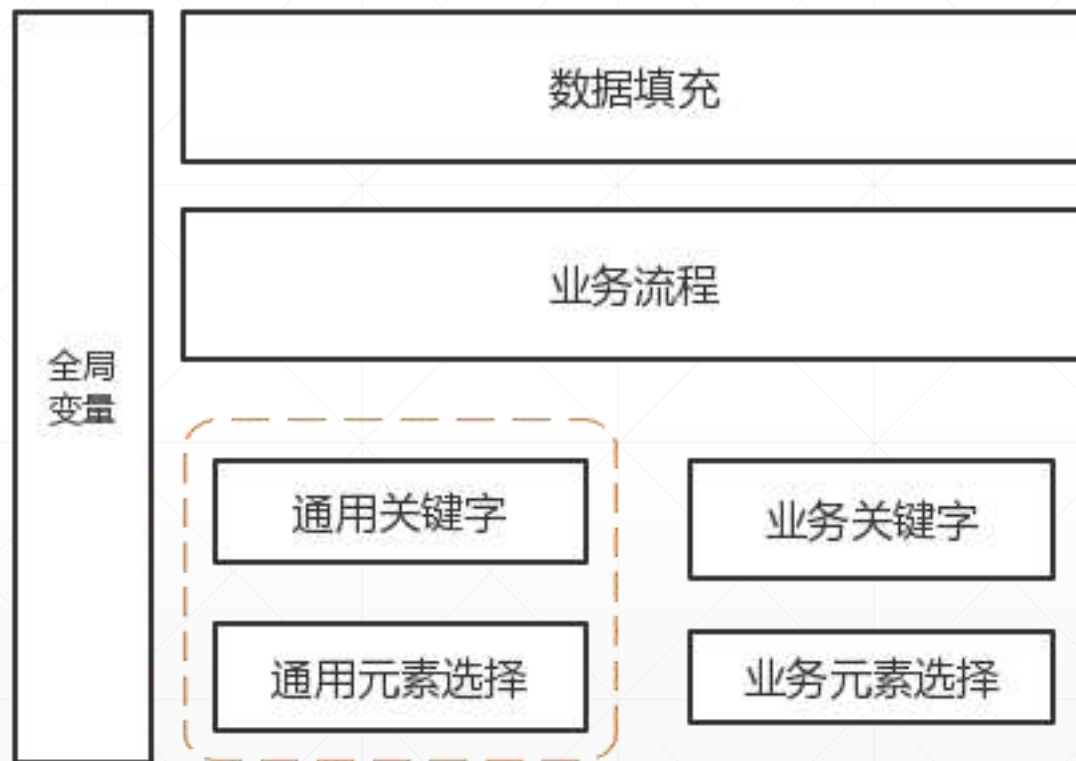 数据填充
业务流程
全局
变量
通用关键字
业务关键字
通用元素选择
业务元素选择